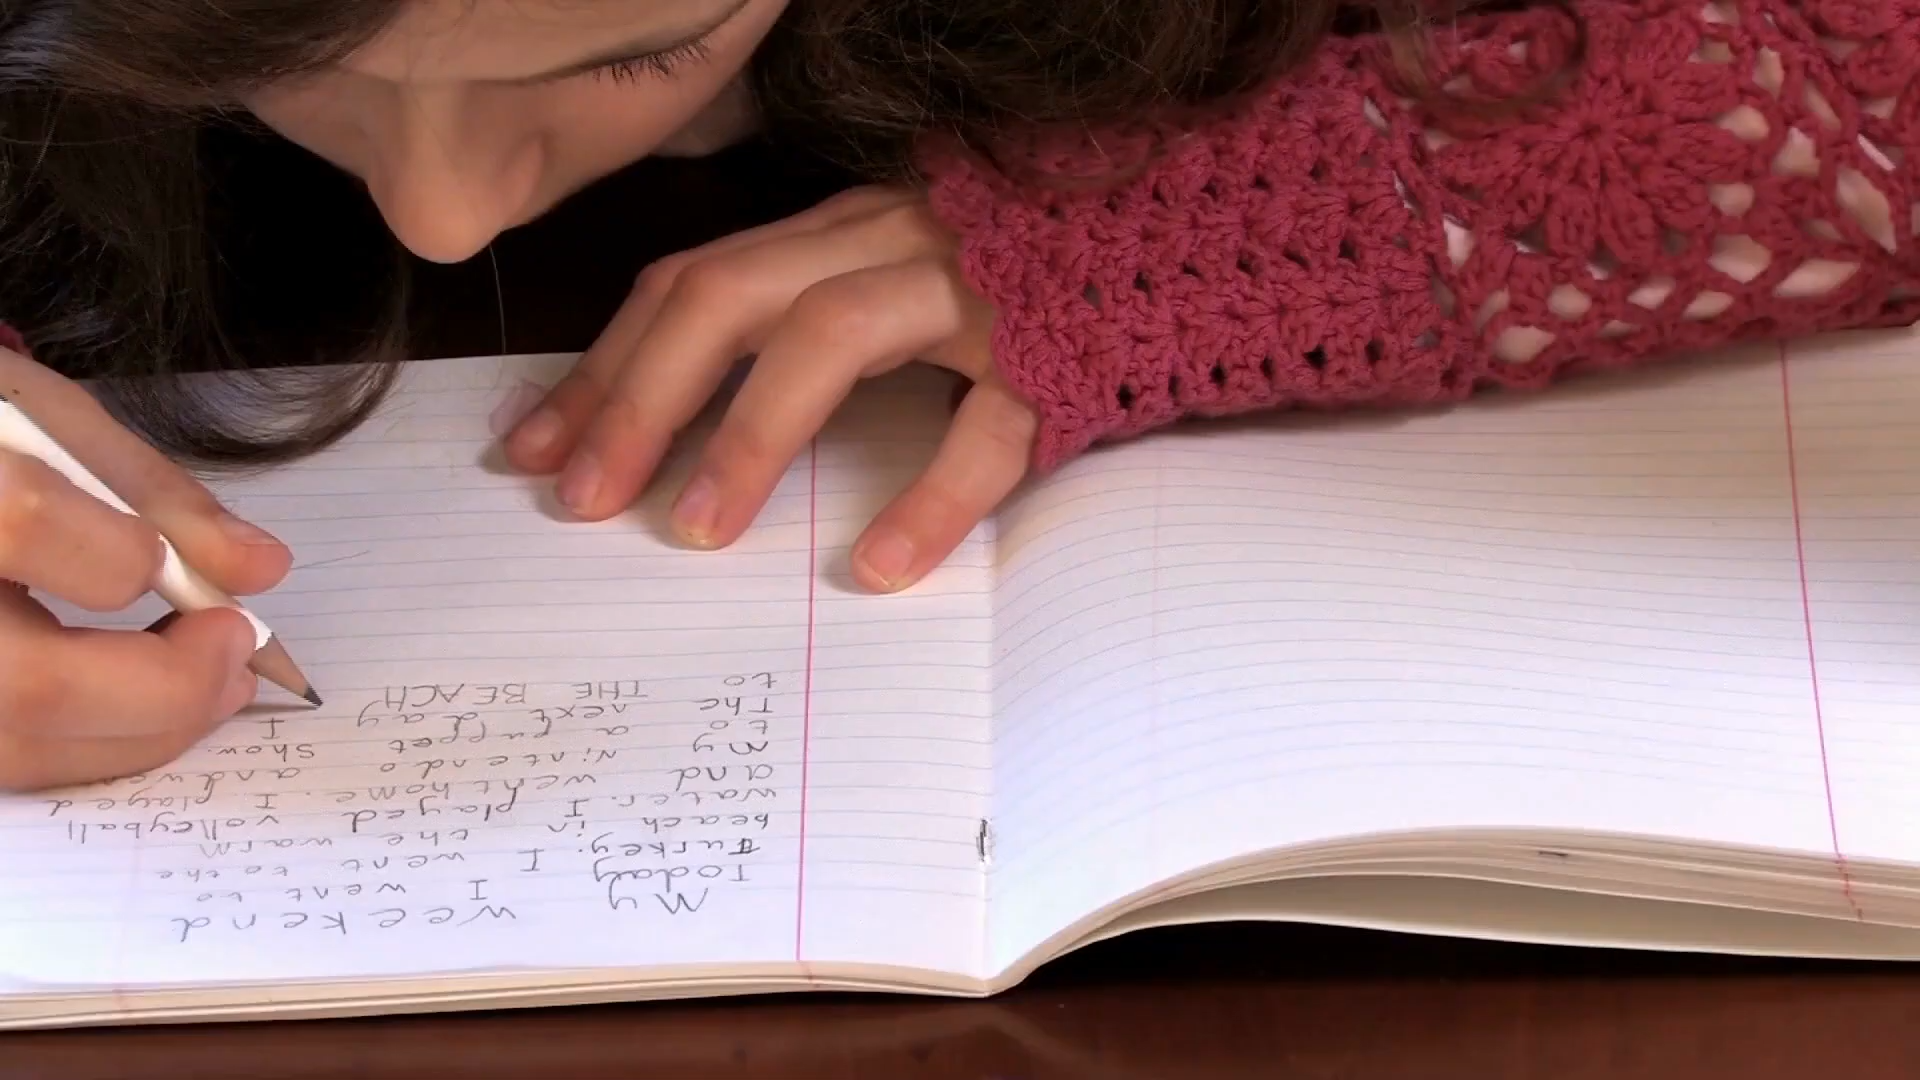 My Weekend
Today I went to
Turkey. I went to the
beach in the warm
water. I played volleyball
and went home. I played
my nintendo and wen
to a puppet show.
The next day I
to THE BEACH